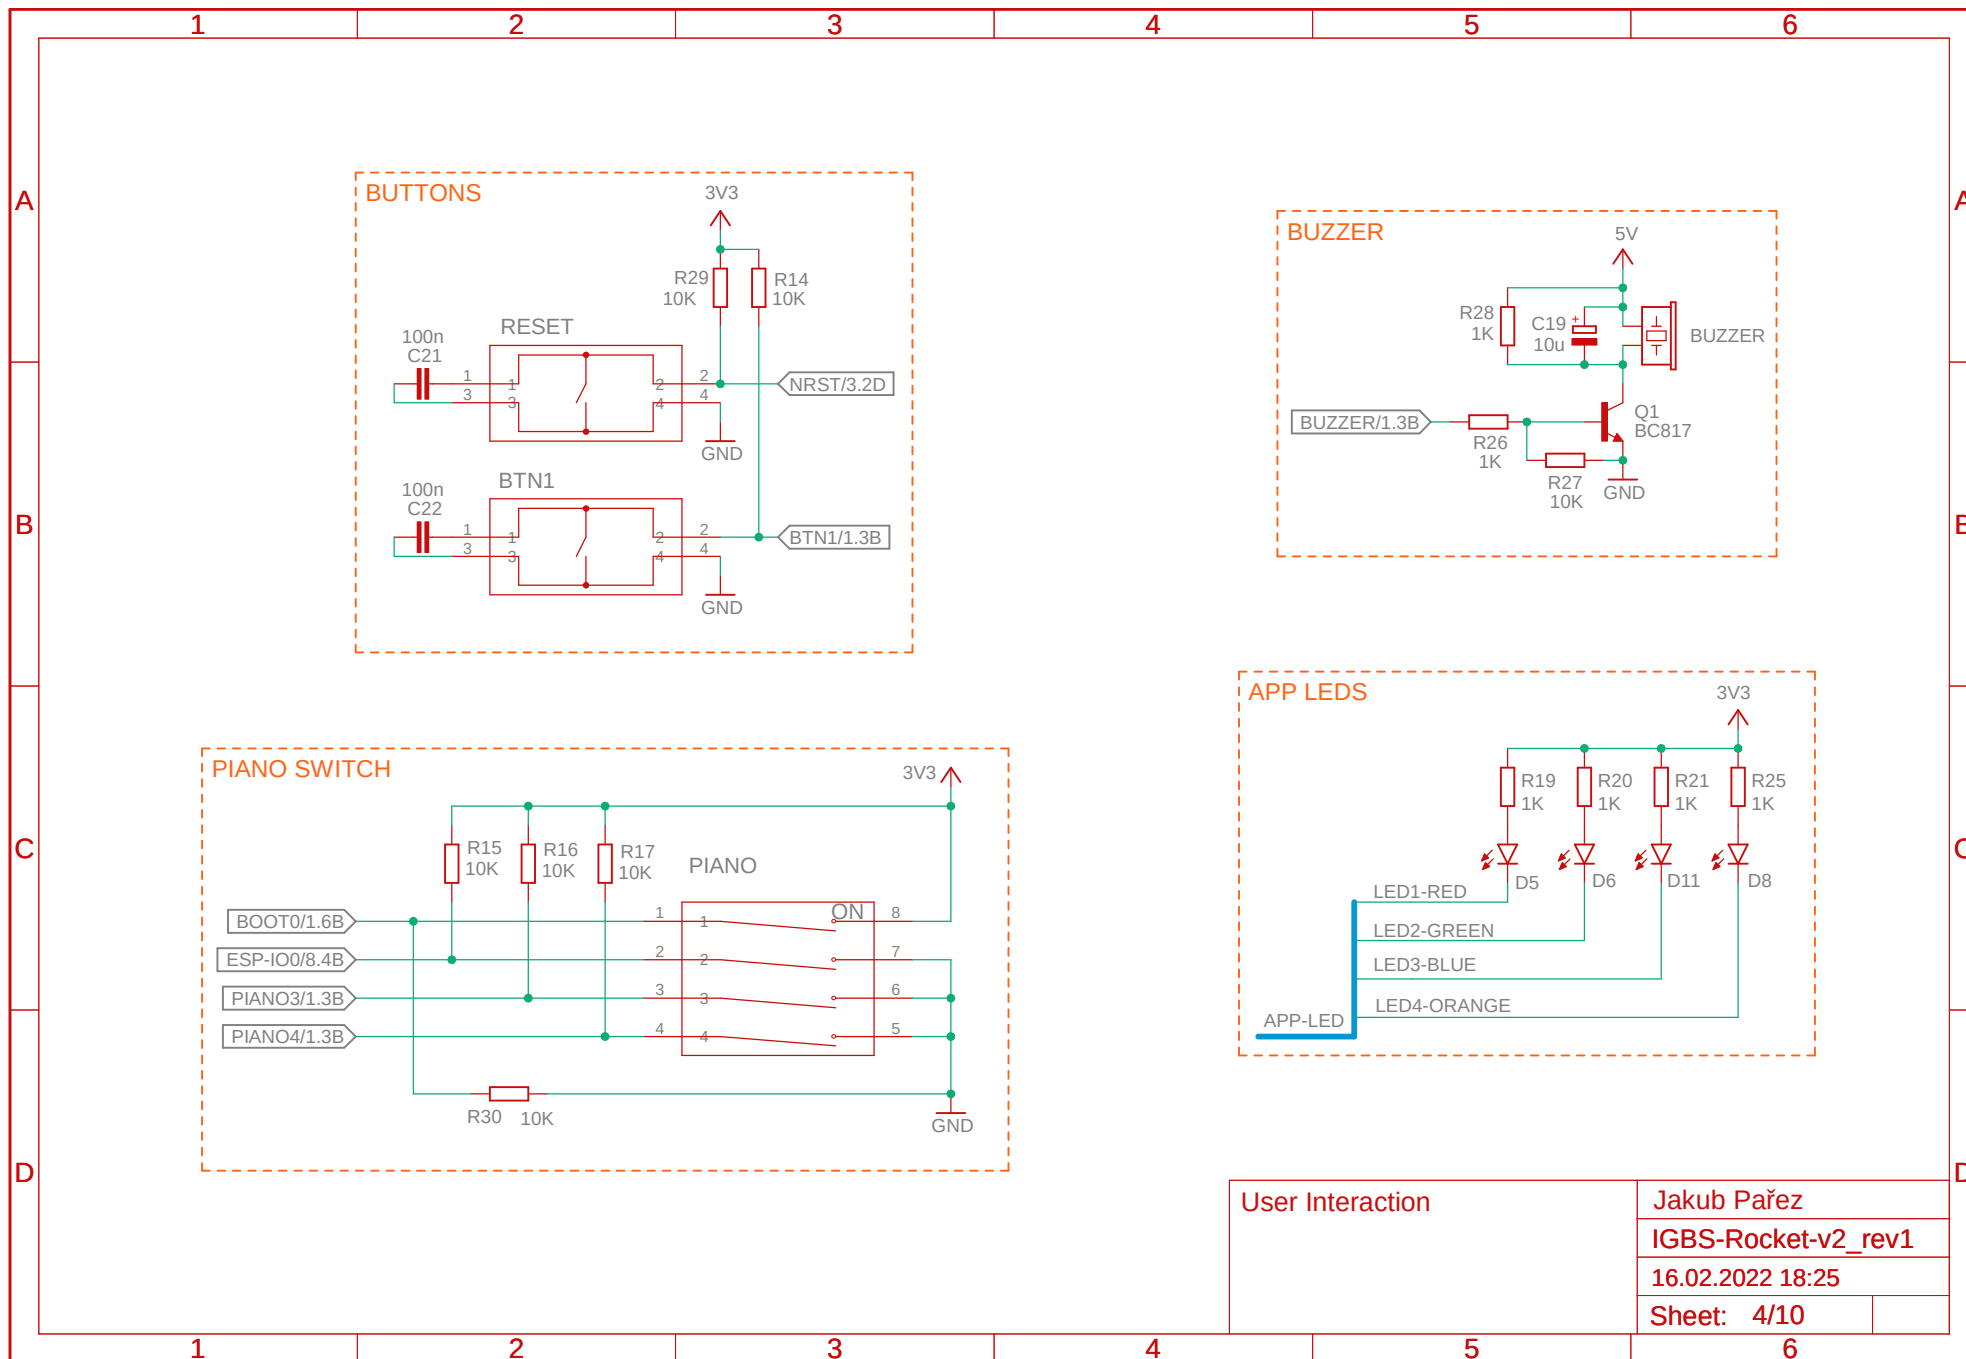 1 2 3 4 5 6
A A
BUTTONS
3V3
R29
10K
R14
10K
RESET
100n
C21
1 1 2 2
3 3 4 4
NRST/3.2D
GND
BTN1
100n
C22
1 1 2 2
3 3 4 4
BTN1/1.3B
GND
BUZZER
5V
R28
1K
C19
10u
+
BUZZER
BUZZER/1.3B
R26
1K
Q1
BC817
R27
10K
GND
B B
PIANO SWITCH
3V3
R15
10K
R16
10K
R17
10K
PIANO
ON
BOOT0/1.6B
1 1 8
ESP-IO0/8.4B
2 2 7
PIANO3/1.3B
3 3 6
PIANO4/1.3B
4 4 5
R30 10K
GND
APP LEDS
3V3
R19
1K
R20
1K
R21
1K
R25
1K
D5 D6 D11 D8
LED1-RED
LED2-GREEN
LED3-BLUE
LED4-ORANGE
APP-LED
C C
D D
User Interaction
Jakub Pařez
IGBS-Rocket-v2_rev1
16.02.2022 18:25
Sheet: 4/10
1 2 3 4 5 6